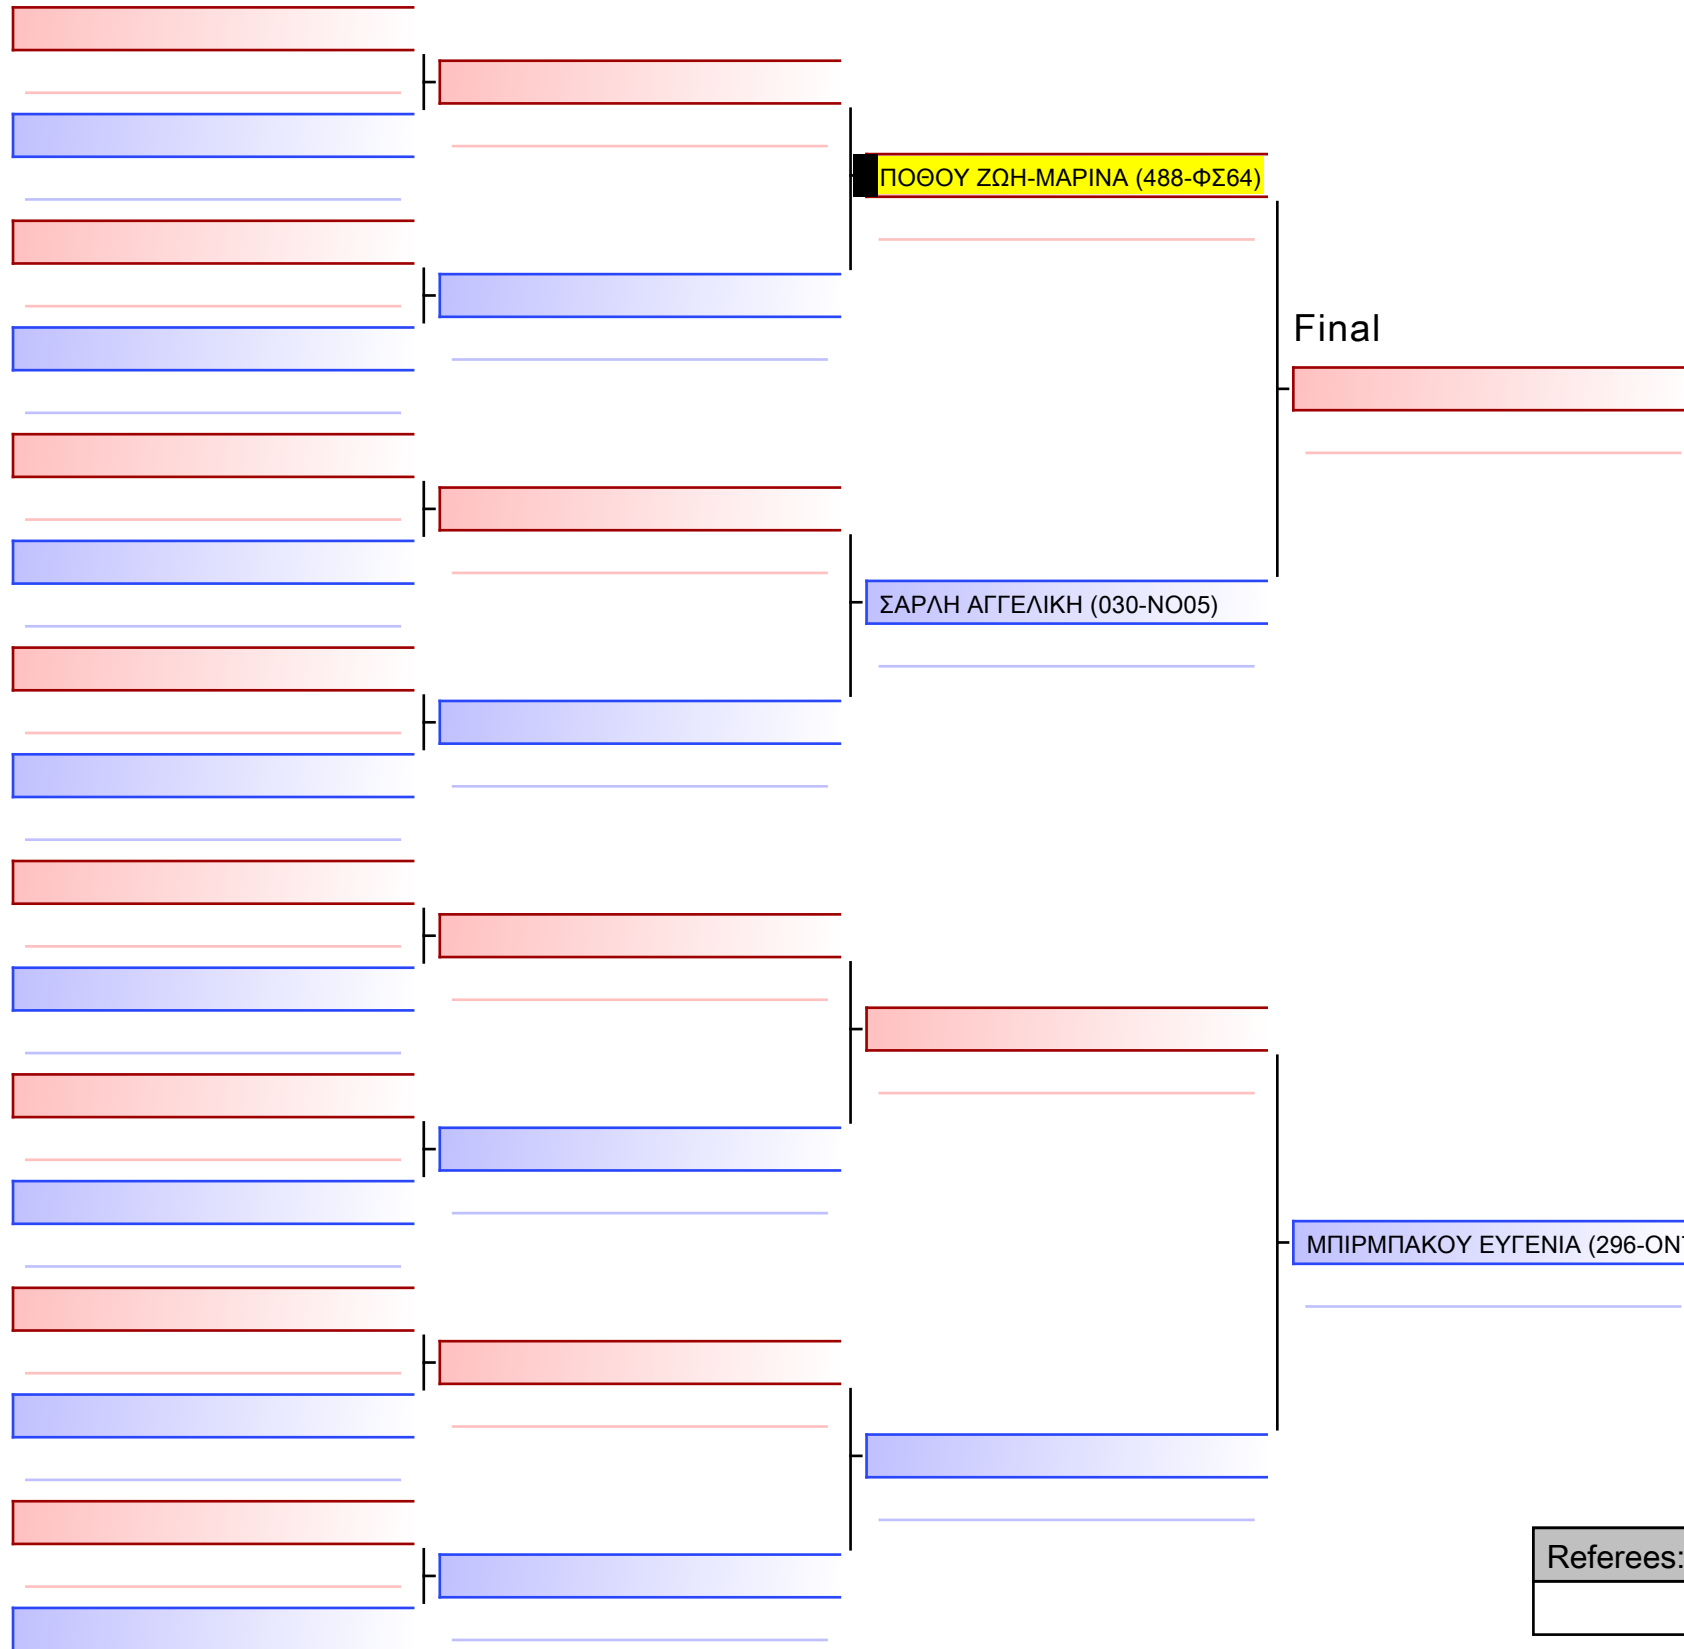 ΠΟΘΟΥ ΖΩΗ-ΜΑΡΙΝΑ (488-ΦΣ64)
Final
ΣΑΡΛΗ ΑΓΓΕΛΙΚΗ (030-ΝΟ05)
ΜΠΙΡΜΠΑΚΟΥ ΕΥΓΕΝΙΑ (296-ΟΝ
Referees: